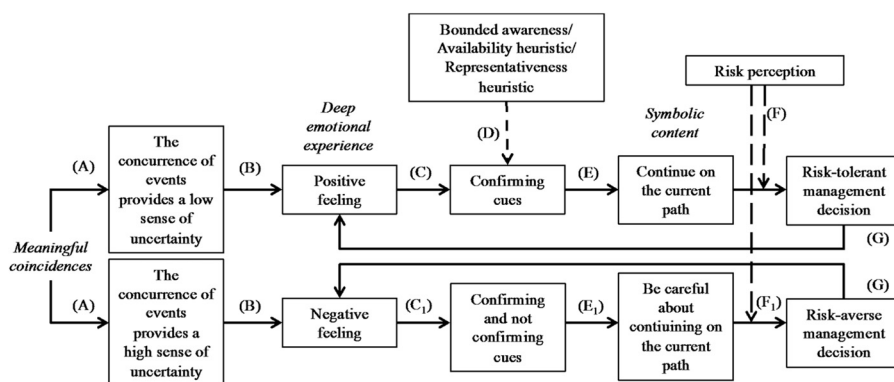 Bounded awareness/
Availability heuristic/
Representativeness
heuristic
Risk perception
Deep
emotional
experience
(D)
Symbolic
content
(F)
(A)
The
concurrence of
events
provides a low
sense of
uncertainty
(B)
Positive
feeling
(C)
Confirming
cues
(E)
Continue on
the current
path
Risk-tolerant
management
decision
(G)
Meaningful
coincidences
(A)
The
concurrence of
events
provides a
high sense of
uncertainty
(B)
Negative
feeling
(C1)
Confirming
and not
confirming
cues
(E1)
Be careful
about
contiuining on
the current
path
(F1)
(G)
Risk-averse
management
decision